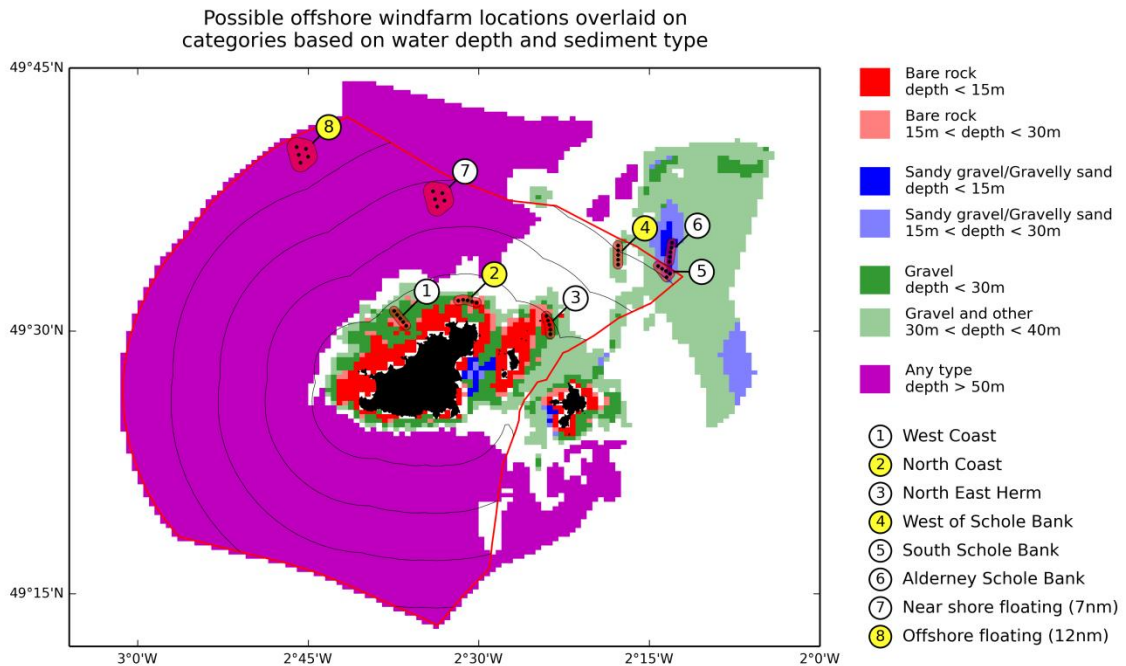 Possible offshore windfarm locations overlaid on
categories based on water depth and sediment type
49°45'N
49°30'N
49°15'N
3°0'W
2°45'W
2°30'W
2°15'W
2°0'W
8
7
4
6
5
2
1
3
Bare rock
depth < 15m
Bare rock
15m < depth < 30m
Sandy gravel/Gravelly sand
depth < 15m
Sandy gravel/Gravelly sand
15m < depth < 30m
Gravel
depth < 30m
Gravel and other
30m < depth < 40m
Any type
depth > 50m
1 West Coast
2 North Coast
3 North East Herm
4 West of Schole Bank
5 South Schole Bank
6 Alderney Schole Bank
7 Near shore floating (7nm)
8 Offshore floating (12nm)